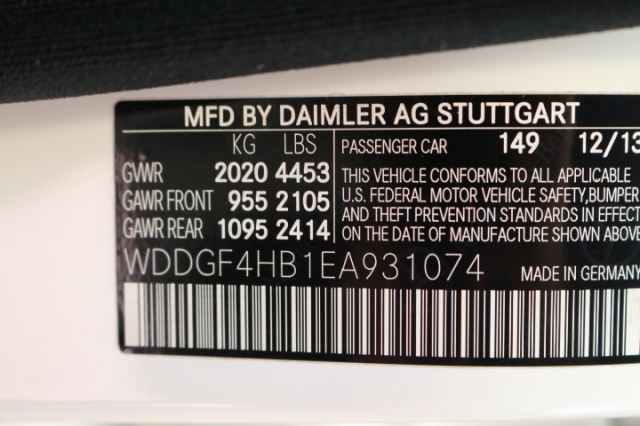 MFD BY DAIMLER AG STUTTGART
KG LBS
GVWR 2020 4453
GAWR FRONT 955 2105
GAWR REAR 1095 2414
PASSENGER CAR 149 12/13
THIS VEHICLE CONFORMS TO ALL APPLICABLE
U.S. FEDERAL MOTOR VEHICLE SAFETY,BUMPER
AND THEFT PREVENTION STANDARDS IN EFFECT
ON THE DATE OF MANUFACTURE SHOWN ABOVE
WDDGF4HB1EA931074
MADE IN GERMANY